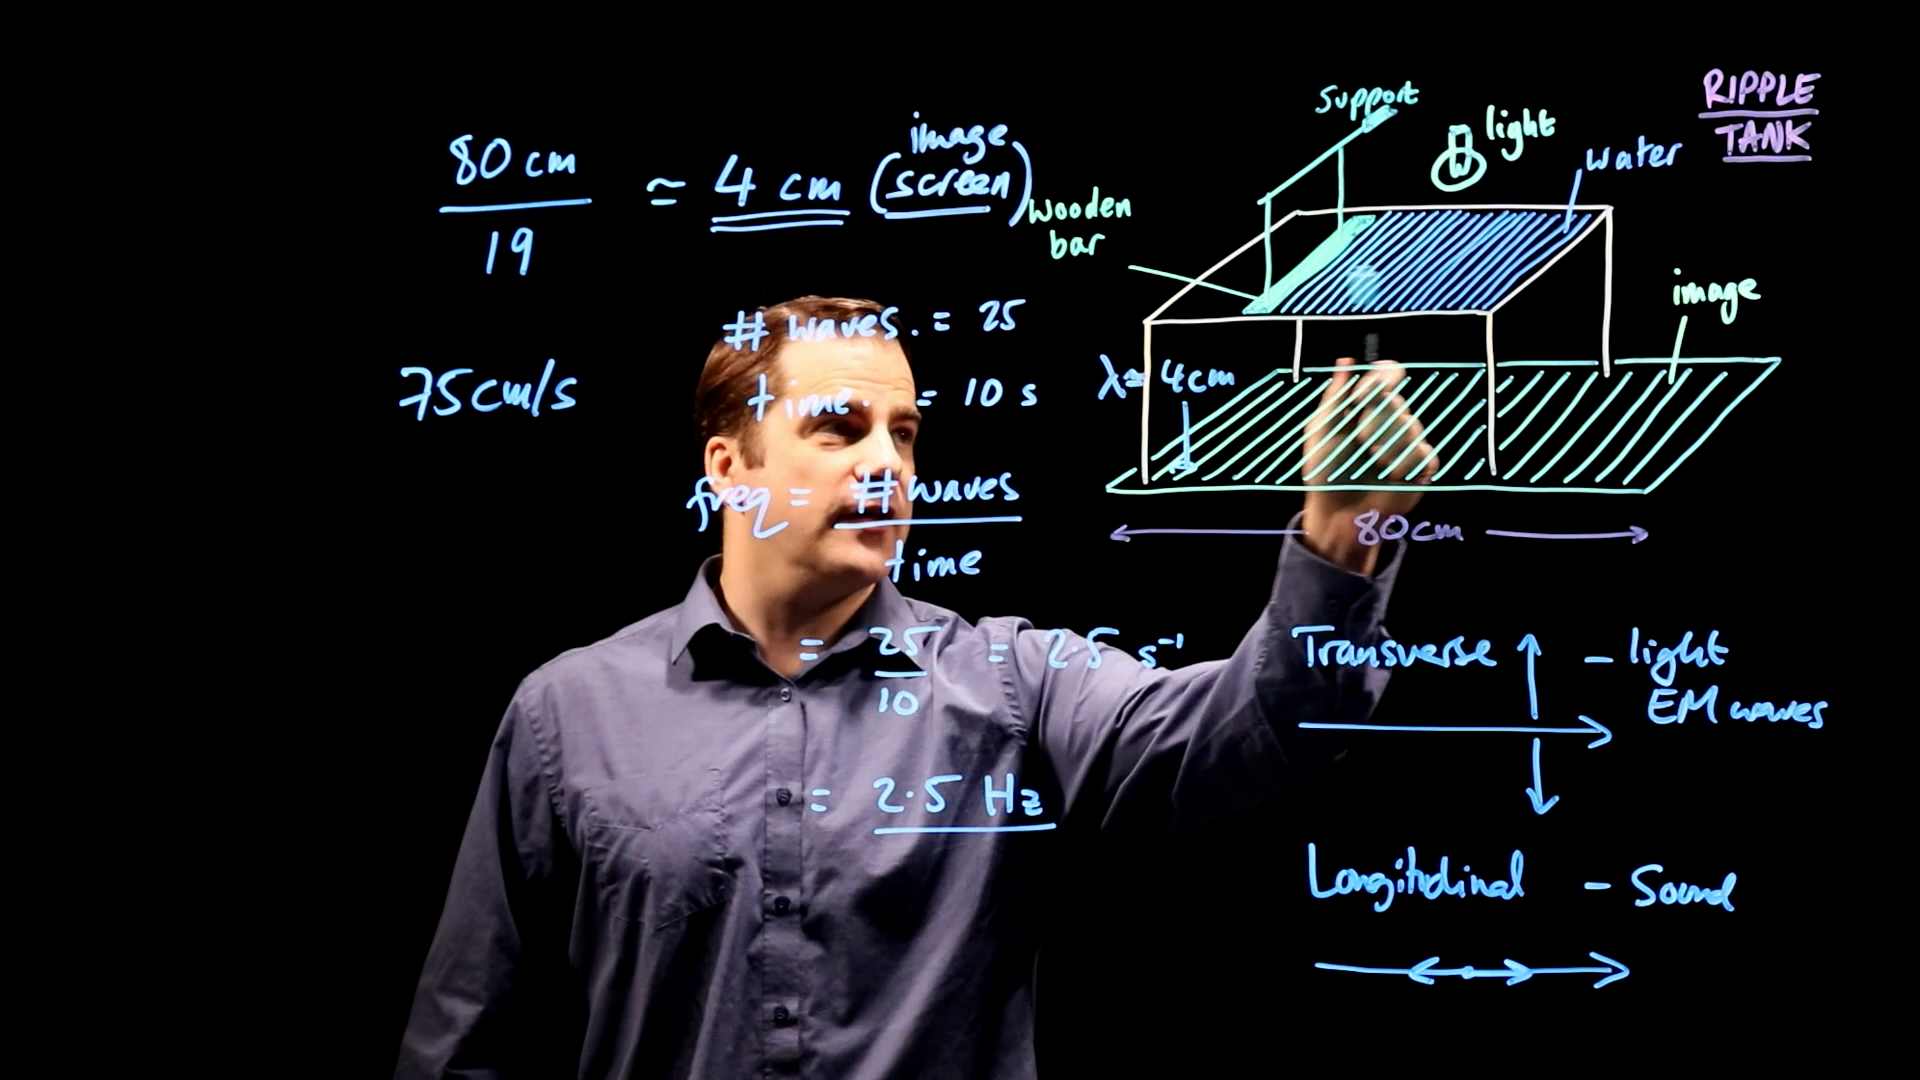 RIPPLE
TANK
support
light
water
wooden
bar
image
λ ≈ 4cm
80cm
80 cm
19
≃ 4 cm (image
screen)
# waves. = 25
time. = 10 s
75cm/s
freq = # waves
time
= 25 = 2.5 s⁻¹
10
= 2.5 Hz
Transverse - light
EM waves
Longitudinal - Sound